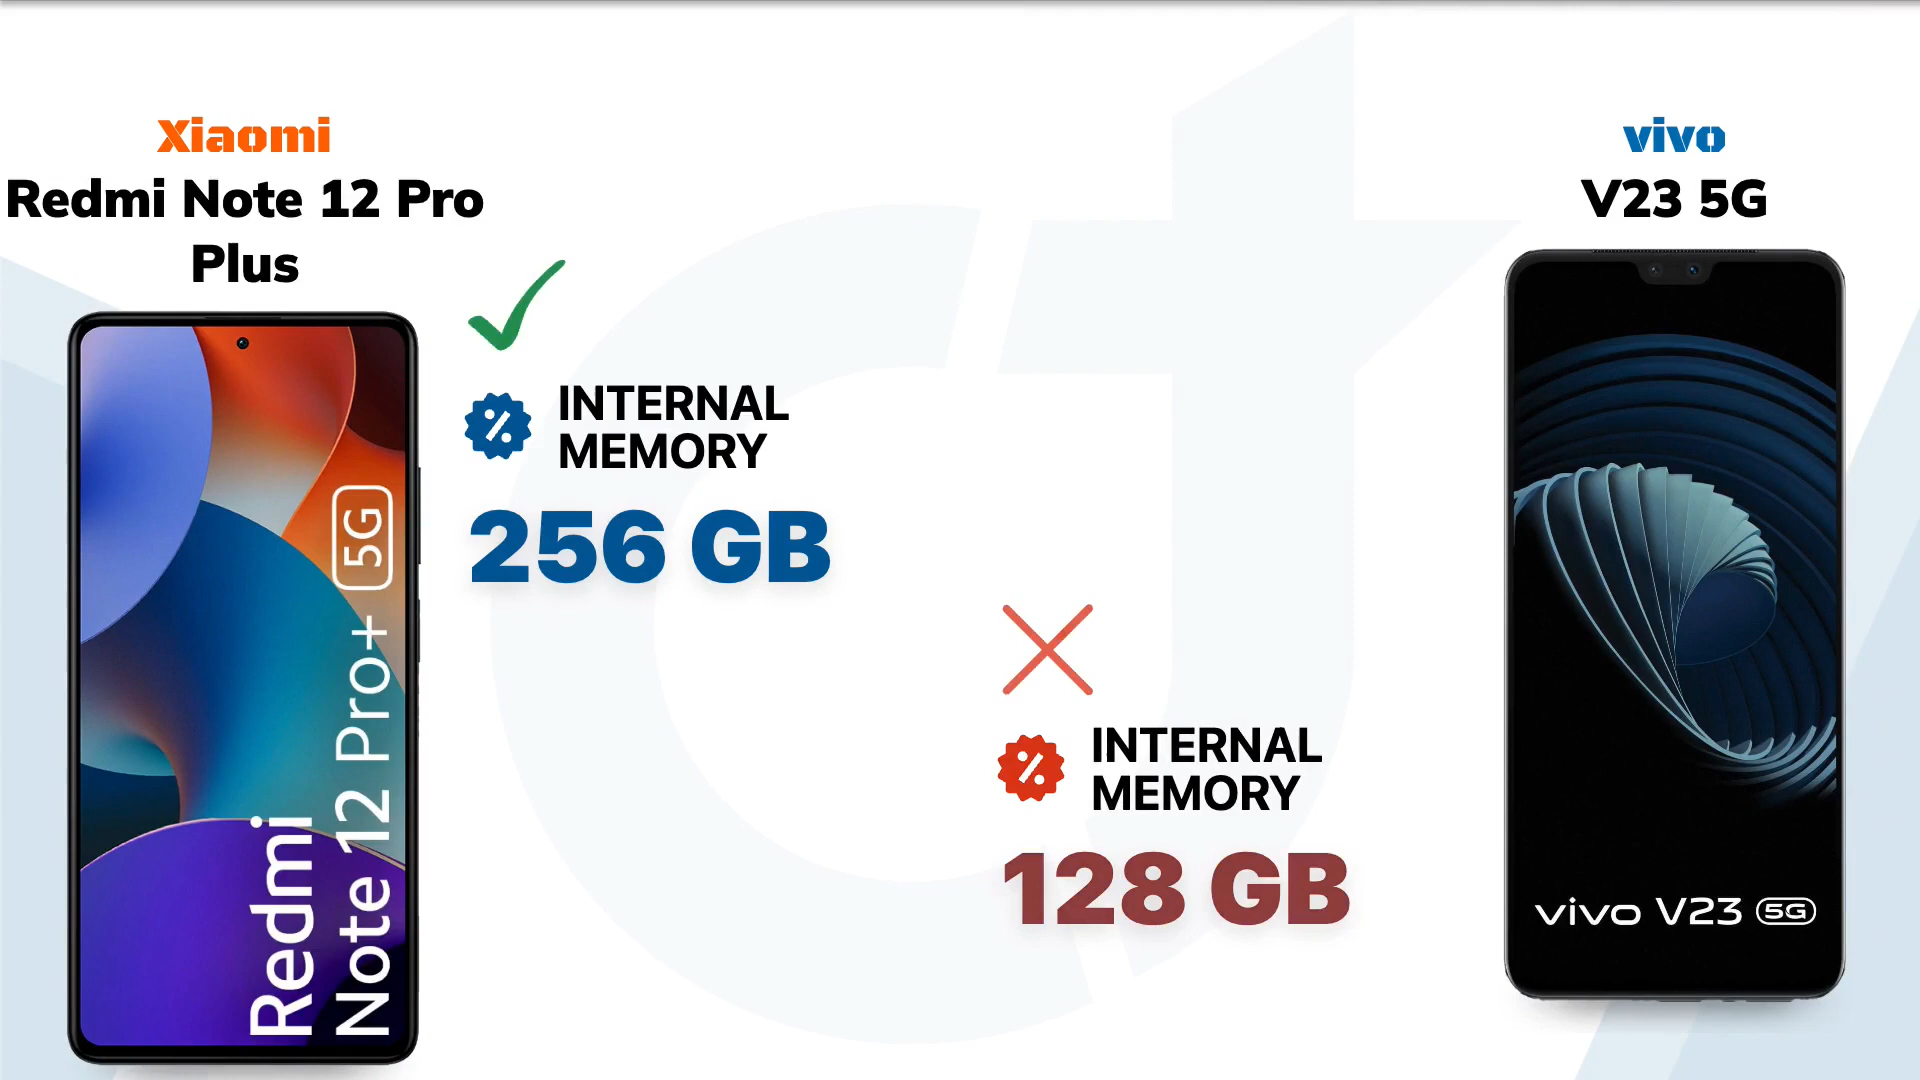 Xiaomi
Redmi Note 12 Pro
Plus
INTERNAL
MEMORY
256 GB
Redmi
Note 12 Pro+ 5G
vivo
V23 5G
INTERNAL
MEMORY
128 GB
vivo V23 5G